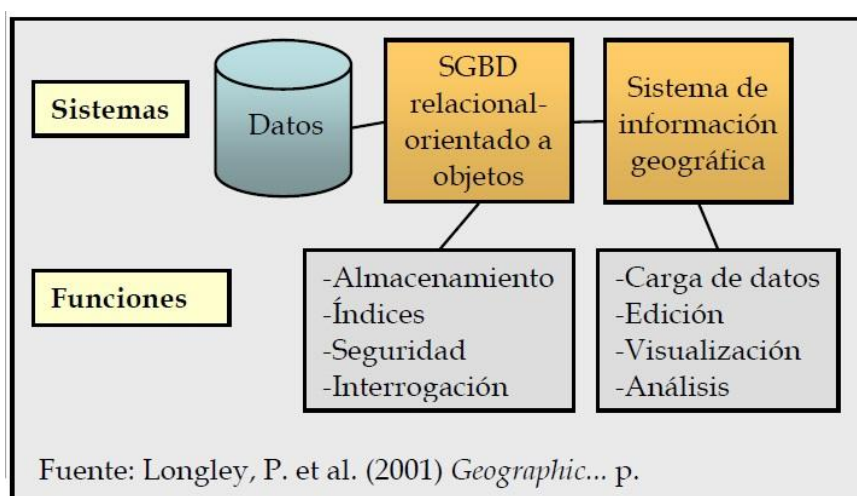 Sistemas
Datos
SGBD
relacional-
orientado a
objetos
Sistema de
información
geográfica
Funciones
-Almacenamiento
-Índices
-Seguridad
-Interrogación
-Carga de datos
-Edición
-Visualización
-Análisis
Fuente: Longley, P. et al. (2001) Geographic... p.